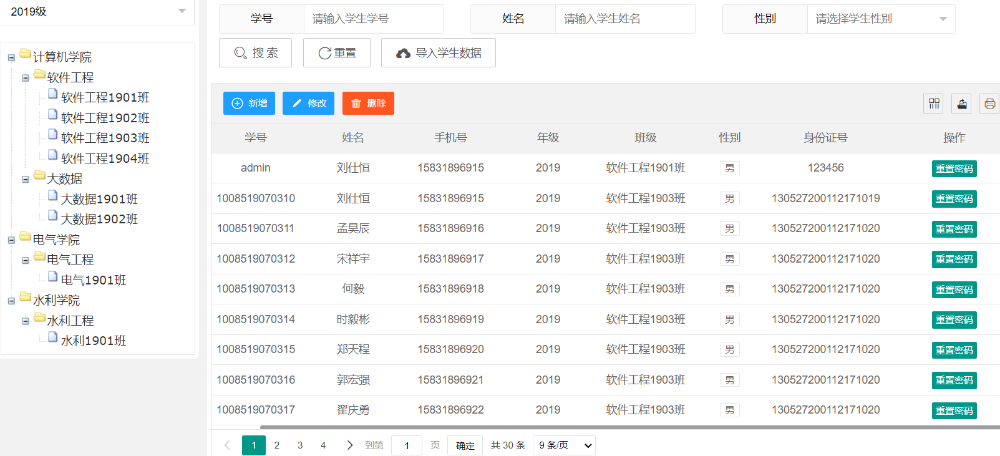 2019级
计算机学院
软件工程
软件工程1901班
软件工程1902班
软件工程1903班
软件工程1904班
大数据
大数据1901班
大数据1902班
电气学院
电气工程
电气1901班
水利学院
水利工程
水利1901班
学号 请输入学生学号 姓名 请输入学生姓名 性别 请选择学生性别
搜 索 重置 导入学生数据
新增 修改 删除
学号 姓名 手机号 年级 班级 性别 身份证号 操作
admin 刘仕恒 15831896915 2019 软件工程1901班 男 123456 重置密码
1008519070310 刘仕恒 15831896915 2019 软件工程1903班 男 130527200112171019 重置密码
1008519070311 孟昊辰 15831896916 2019 软件工程1903班 男 130527200112171020 重置密码
1008519070312 宋祥宇 15831896917 2019 软件工程1903班 男 130527200112171020 重置密码
1008519070313 何毅 15831896918 2019 软件工程1903班 男 130527200112171020 重置密码
1008519070314 时毅彬 15831896919 2019 软件工程1903班 男 130527200112171020 重置密码
1008519070315 郑天程 15831896920 2019 软件工程1903班 男 130527200112171020 重置密码
1008519070316 郭宏强 15831896921 2019 软件工程1903班 男 130527200112171020 重置密码
1008519070317 翟庆勇 15831896922 2019 软件工程1903班 男 130527200112171020 重置密码
1 2 3 4 到第 1 页 确定 共 30 条 9 条/页